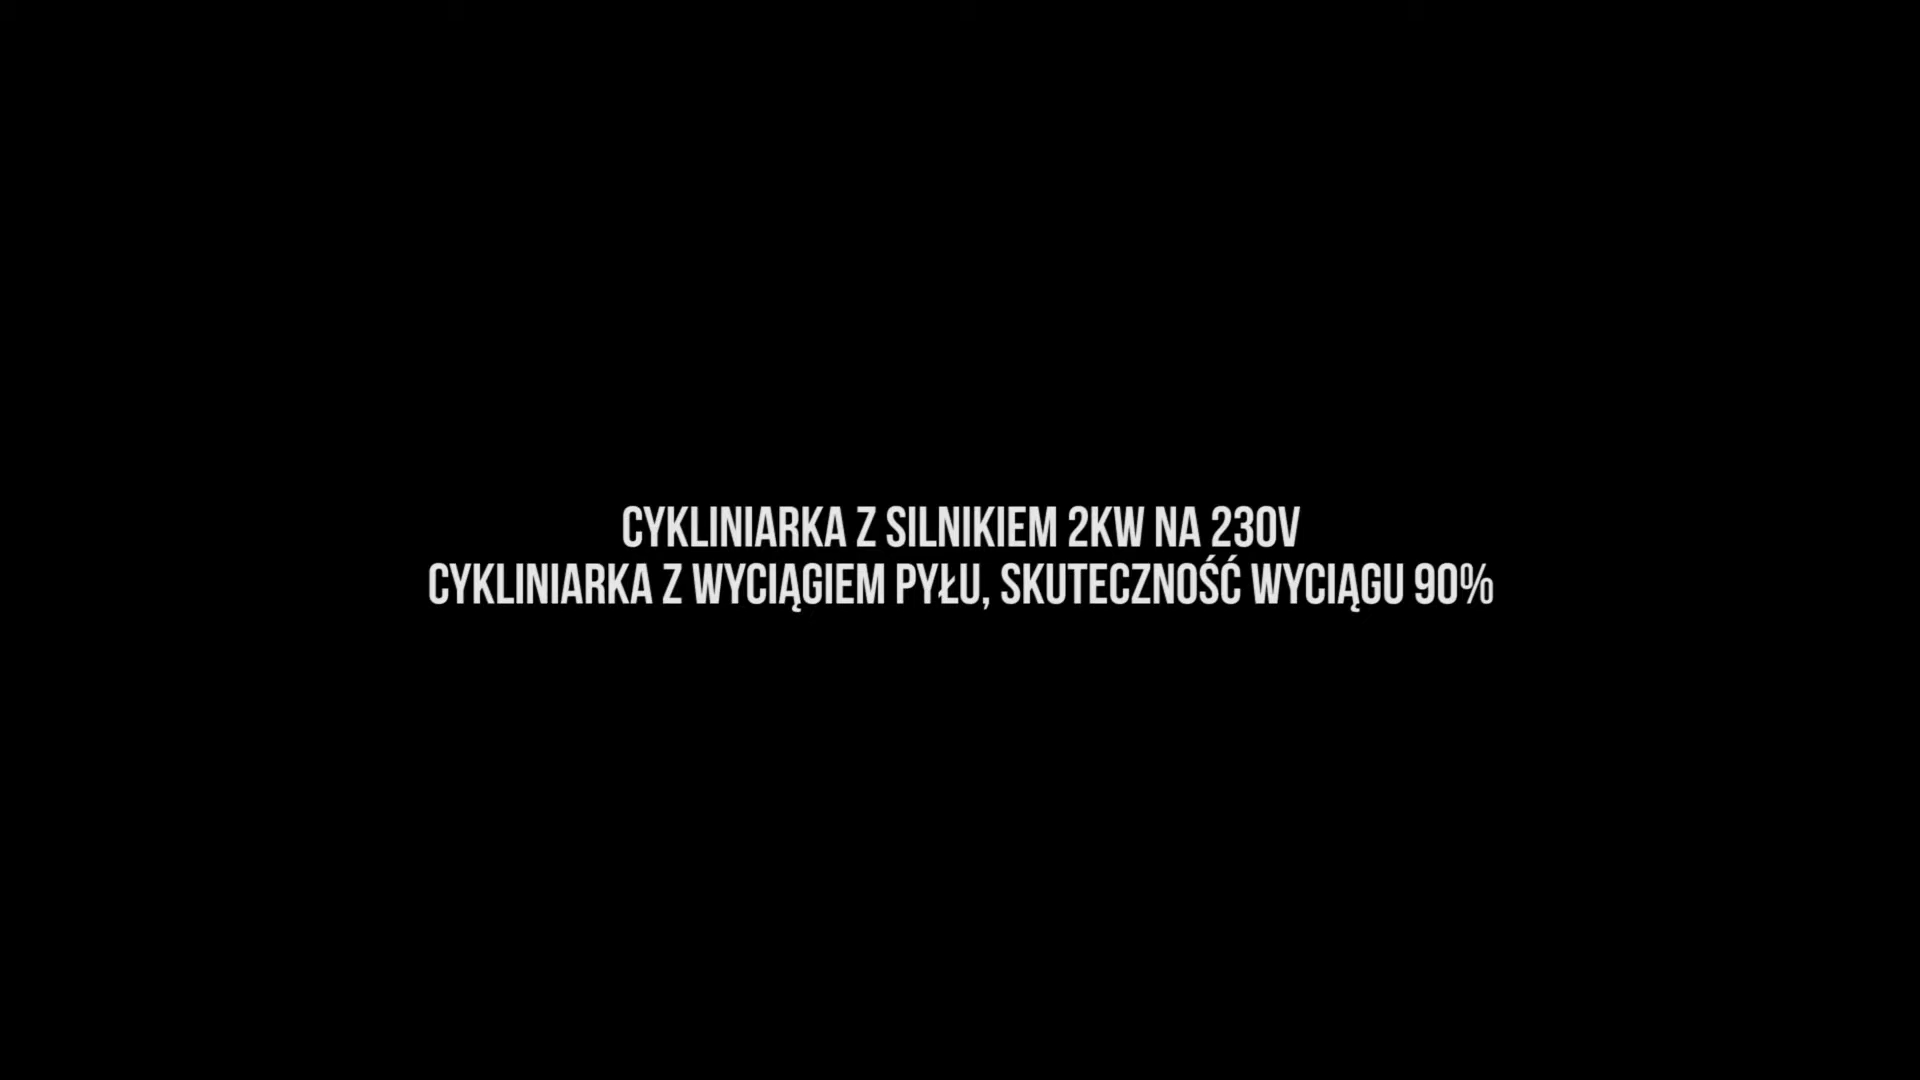 CYKLINIARKA Z SILNIKIEM 2KW NA 230V
CYKLINIARKA Z WYCIĄGIEM PYŁU, SKUTECZNOŚĆ WYCIĄGU 90%